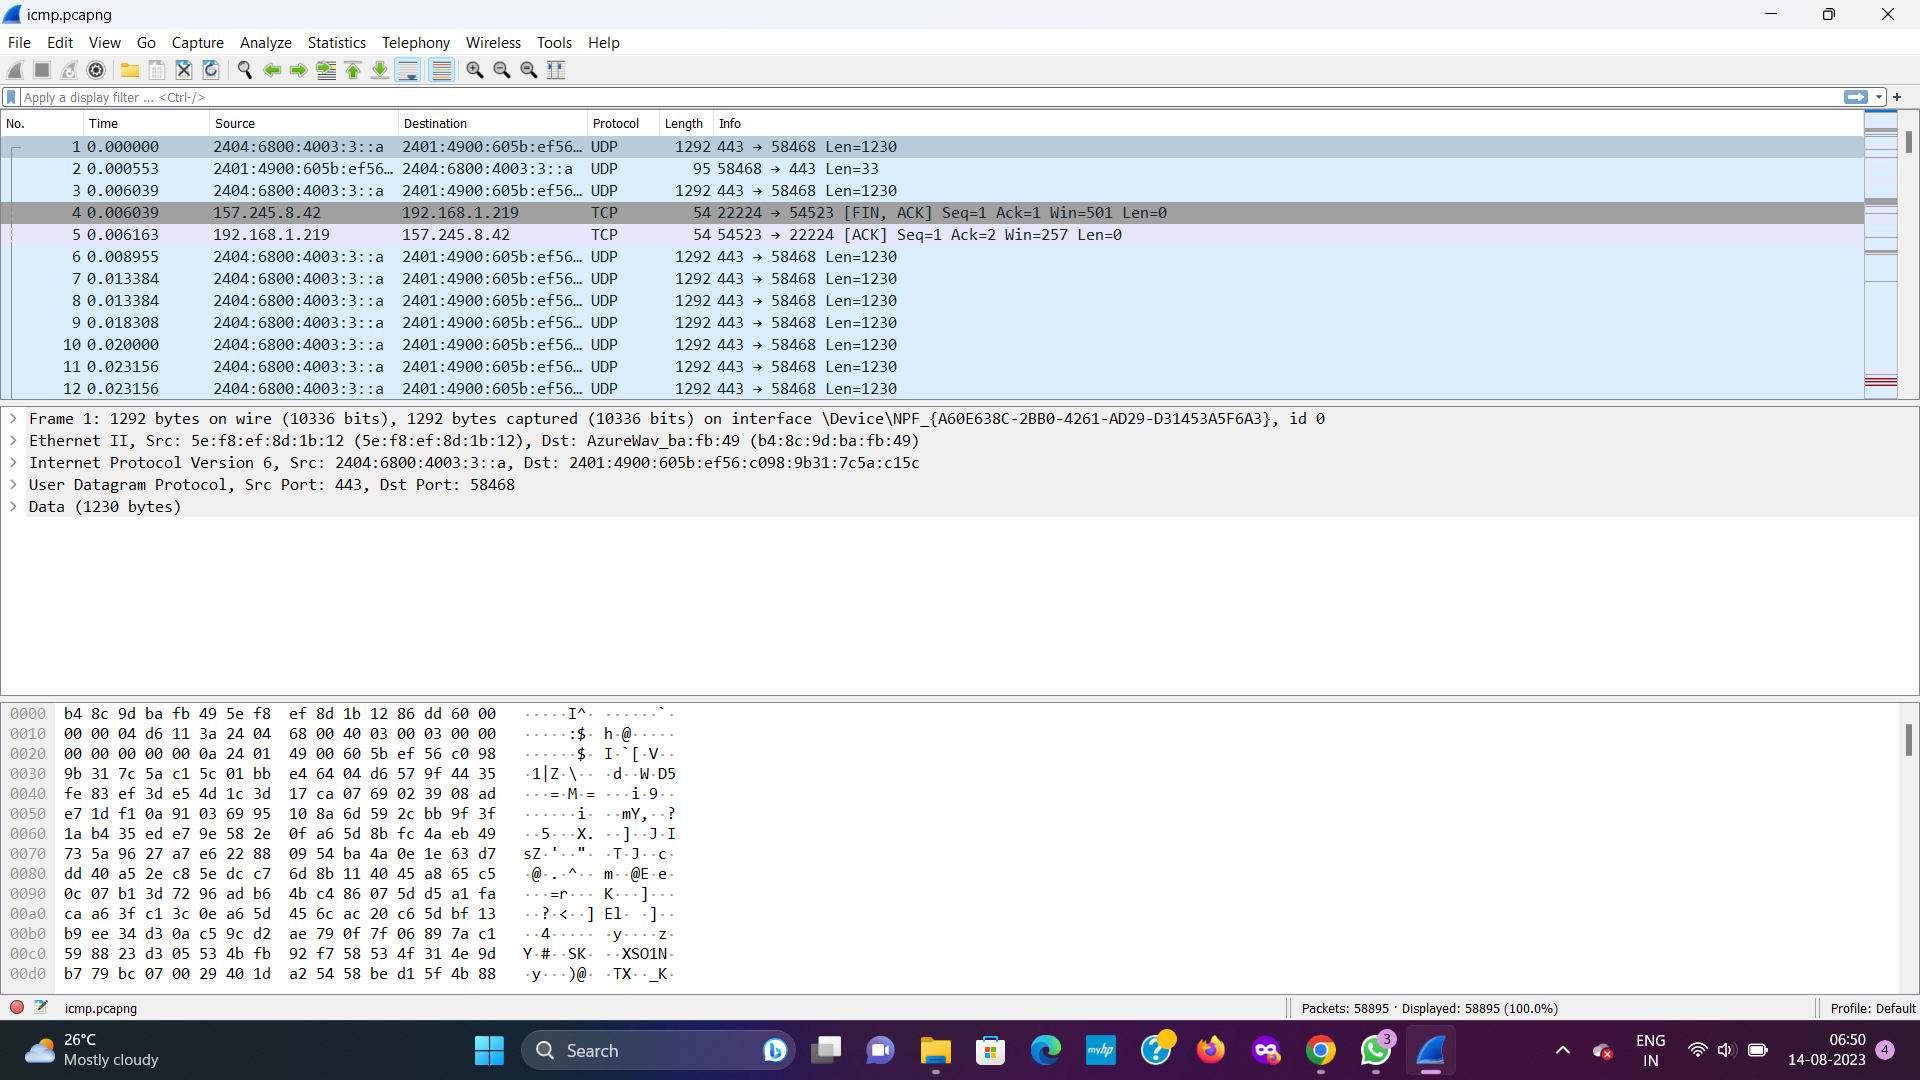 icmp.pcapng
File Edit View Go Capture Analyze Statistics Telephony Wireless Tools Help
Apply a display filter ... <Ctrl-/>
No. Time Source Destination Protocol Length Info
1 0.000000 2404:6800:4003:3::a 2401:4900:605b:ef56… UDP 1292 443 → 58468 Len=1230
2 0.000553 2401:4900:605b:ef56… 2404:6800:4003:3::a UDP 95 58468 → 443 Len=33
3 0.006039 2404:6800:4003:3::a 2401:4900:605b:ef56… UDP 1292 443 → 58468 Len=1230
4 0.006039 157.245.8.42 192.168.1.219 TCP 54 22224 → 54523 [FIN, ACK] Seq=1 Ack=1 Win=501 Len=0
5 0.006163 192.168.1.219 157.245.8.42 TCP 54 54523 → 22224 [ACK] Seq=1 Ack=2 Win=257 Len=0
6 0.008955 2404:6800:4003:3::a 2401:4900:605b:ef56… UDP 1292 443 → 58468 Len=1230
7 0.013384 2404:6800:4003:3::a 2401:4900:605b:ef56… UDP 1292 443 → 58468 Len=1230
8 0.013384 2404:6800:4003:3::a 2401:4900:605b:ef56… UDP 1292 443 → 58468 Len=1230
9 0.018308 2404:6800:4003:3::a 2401:4900:605b:ef56… UDP 1292 443 → 58468 Len=1230
10 0.020000 2404:6800:4003:3::a 2401:4900:605b:ef56… UDP 1292 443 → 58468 Len=1230
11 0.023156 2404:6800:4003:3::a 2401:4900:605b:ef56… UDP 1292 443 → 58468 Len=1230
12 0.023156 2404:6800:4003:3::a 2401:4900:605b:ef56… UDP 1292 443 → 58468 Len=1230
Frame 1: 1292 bytes on wire (10336 bits), 1292 bytes captured (10336 bits) on interface \Device\NPF_{A60E638C-2BB0-4261-AD29-D31453A5F6A3}, id 0
Ethernet II, Src: 5e:f8:ef:8d:1b:12 (5e:f8:ef:8d:1b:12), Dst: AzureWav_ba:fb:49 (b4:8c:9d:ba:fb:49)
Internet Protocol Version 6, Src: 2404:6800:4003:3::a, Dst: 2401:4900:605b:ef56:c098:9b31:7c5a:c15c
User Datagram Protocol, Src Port: 443, Dst Port: 58468
Data (1230 bytes)
0000 b4 8c 9d ba fb 49 5e f8 ef 8d 1b 12 86 dd 60 00 ·····I^· ······`·
0010 00 00 04 d6 11 3a 24 04 68 00 40 03 00 03 00 00 ·····:$· h·@·····
0020 00 00 00 00 00 0a 24 01 49 00 60 5b ef 56 c0 98 ······$· I·`[·V··
0030 9b 31 7c 5a c1 5c 01 bb e4 64 04 d6 57 9f 44 35 ·1|Z·\·· ·d··W·D5
0040 fe 83 ef 3d e5 4d 1c 3d 17 ca 07 69 02 39 08 ad ···=·M·= ···i·9··
0050 e7 1d f1 0a 91 03 69 95 10 8a 6d 59 2c bb 9f 3f ······i· ··mY,··?
0060 1a b4 35 ed e7 9e 58 2e 0f a6 5d 8b fc 4a eb 49 ··5···X. ··]··J·I
0070 73 5a 96 27 a7 e6 22 88 09 54 ba 4a 0e 1e 63 d7 sZ·'··"· ·T·J··c·
0080 dd 40 a5 2e c8 5e dc c7 6d 8b 11 40 45 a8 65 c5 ·@·.·^·· m··@E·e·
0090 0c 07 b1 3d 72 96 ad b6 4b c4 86 07 5d d5 a1 fa ···=r··· K···]···
00a0 ca a6 3f c1 3c 0e a6 5d 45 6c ac 20 c6 5d bf 13 ··?·<··] El· ·]··
00b0 b9 ee 34 d3 0a c5 9c d2 ae 79 0f 7f 06 89 7a c1 ··4····· ·y····z·
00c0 59 88 23 d3 05 53 4b fb 92 f7 58 53 4f 31 4e 9d Y·#··SK· ··XSO1N·
00d0 b7 79 bc 07 00 29 40 1d a2 54 58 be d1 5f 4b 88 ·y···)@· ·TX··_K·
icmp.pcapng Packets: 58895 · Displayed: 58895 (100.0%) Profile: Default
26°C
Mostly cloudy
Search
myhp
3
ENG
IN
06:50
14-08-2023
4